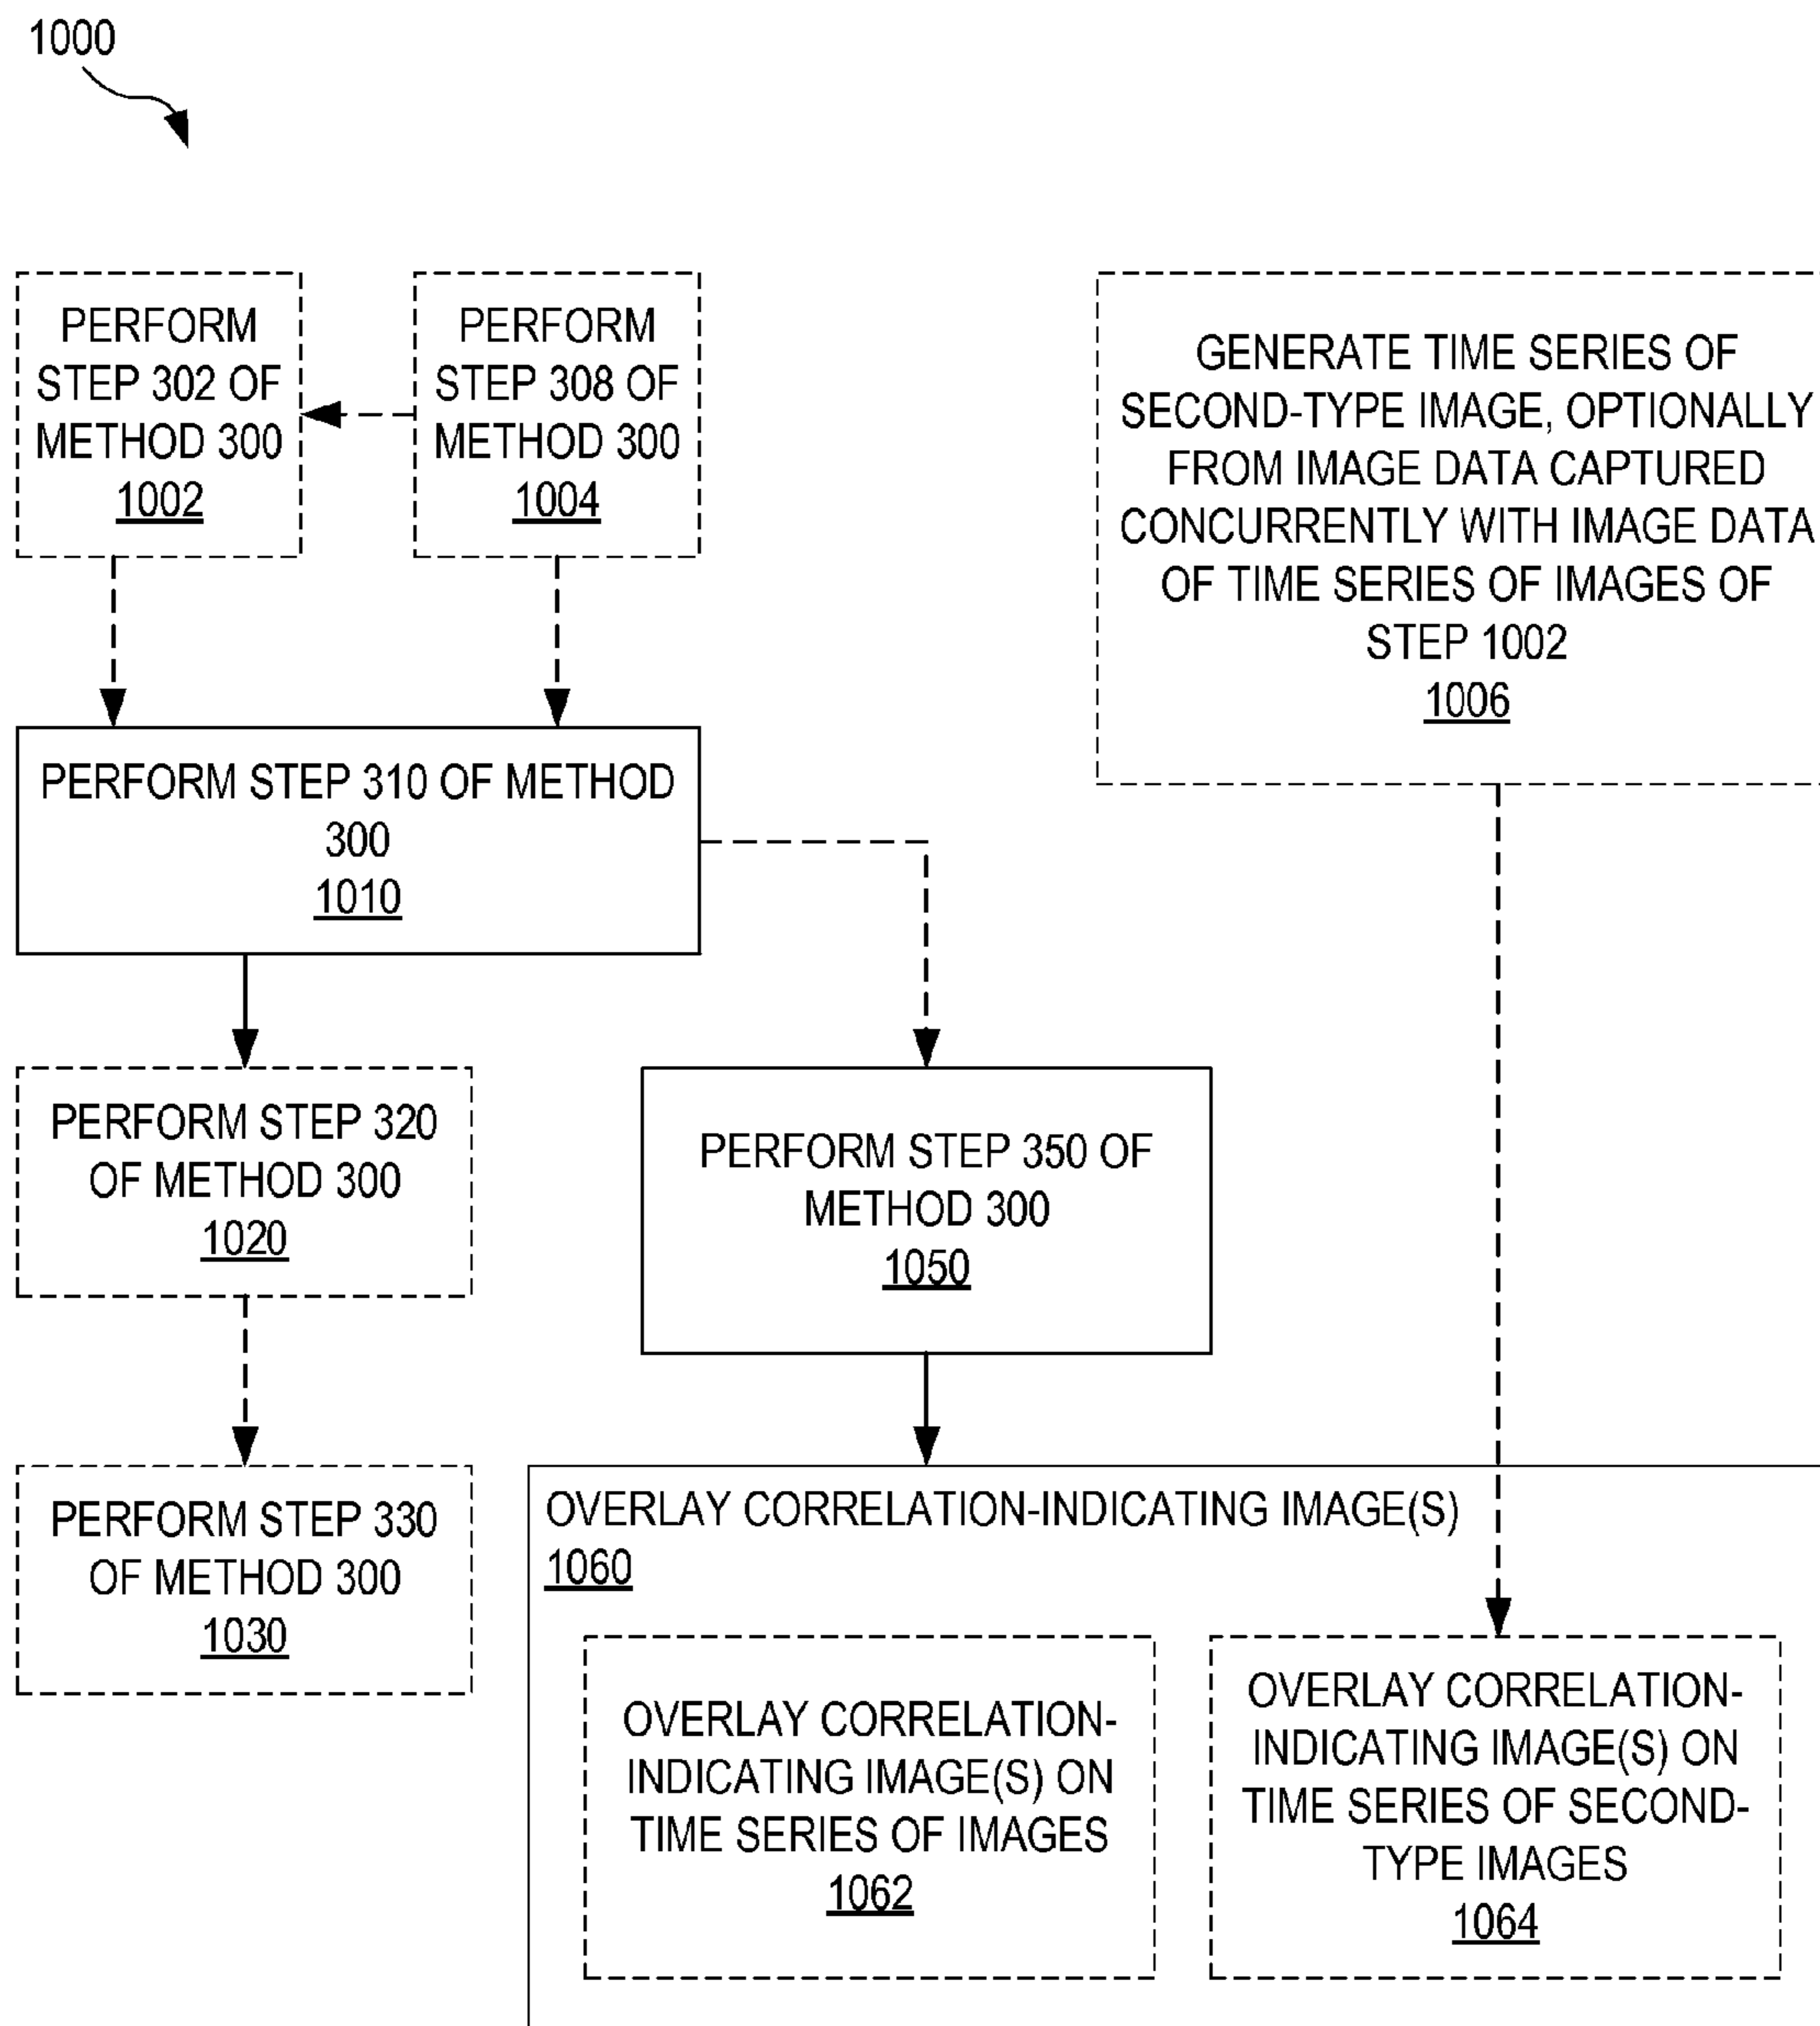 1000
PERFORM
STEP 302 OF
METHOD 300
1002
PERFORM
STEP 308 OF
METHOD 300
1004
GENERATE TIME SERIES OF
SECOND-TYPE IMAGE, OPTIONALLY
FROM IMAGE DATA CAPTURED
CONCURRENTLY WITH IMAGE DATA
OF TIME SERIES OF IMAGES OF
STEP 1002
1006
PERFORM STEP 310 OF METHOD
300
1010
PERFORM STEP 320
OF METHOD 300
1020
PERFORM STEP 350 OF
METHOD 300
1050
PERFORM STEP 330
OF METHOD 300
1030
OVERLAY CORRELATION-INDICATING IMAGE(S)
1060
OVERLAY CORRELATION-
INDICATING IMAGE(S) ON
TIME SERIES OF IMAGES
1062
OVERLAY CORRELATION-
INDICATING IMAGE(S) ON
TIME SERIES OF SECOND-
TYPE IMAGES
1064